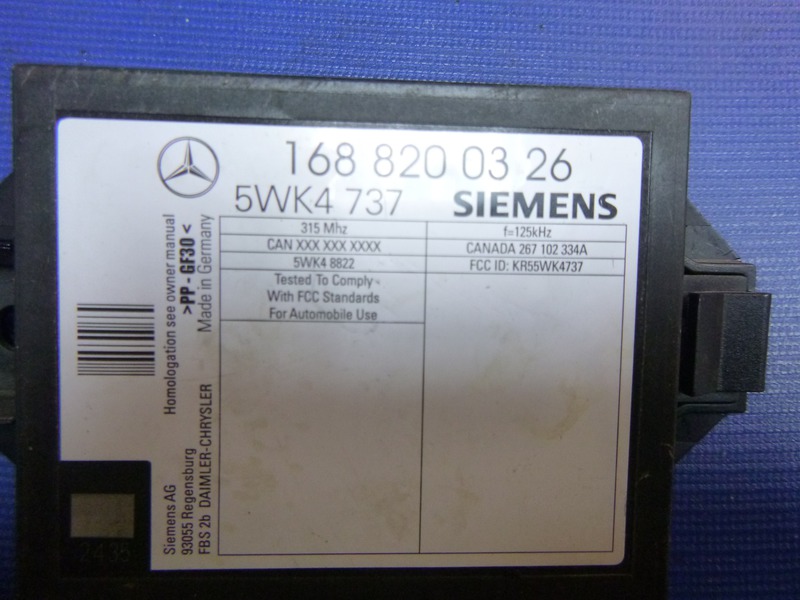 168 820 03 26
5WK4 737 SIEMENS
315 Mhz
CAN XXX XXX XXXX
5WK4 8822
Tested To Comply
With FCC Standards
For Automobile Use
f=125kHz
CANADA 267 102 334A
FCC ID: KR55WK4737
Homologation see owner manual
>PP - GF30<
Made in Germany
Siemens AG
93055 Regensburg
FBS 2b DAIMLER-CHRYSLER